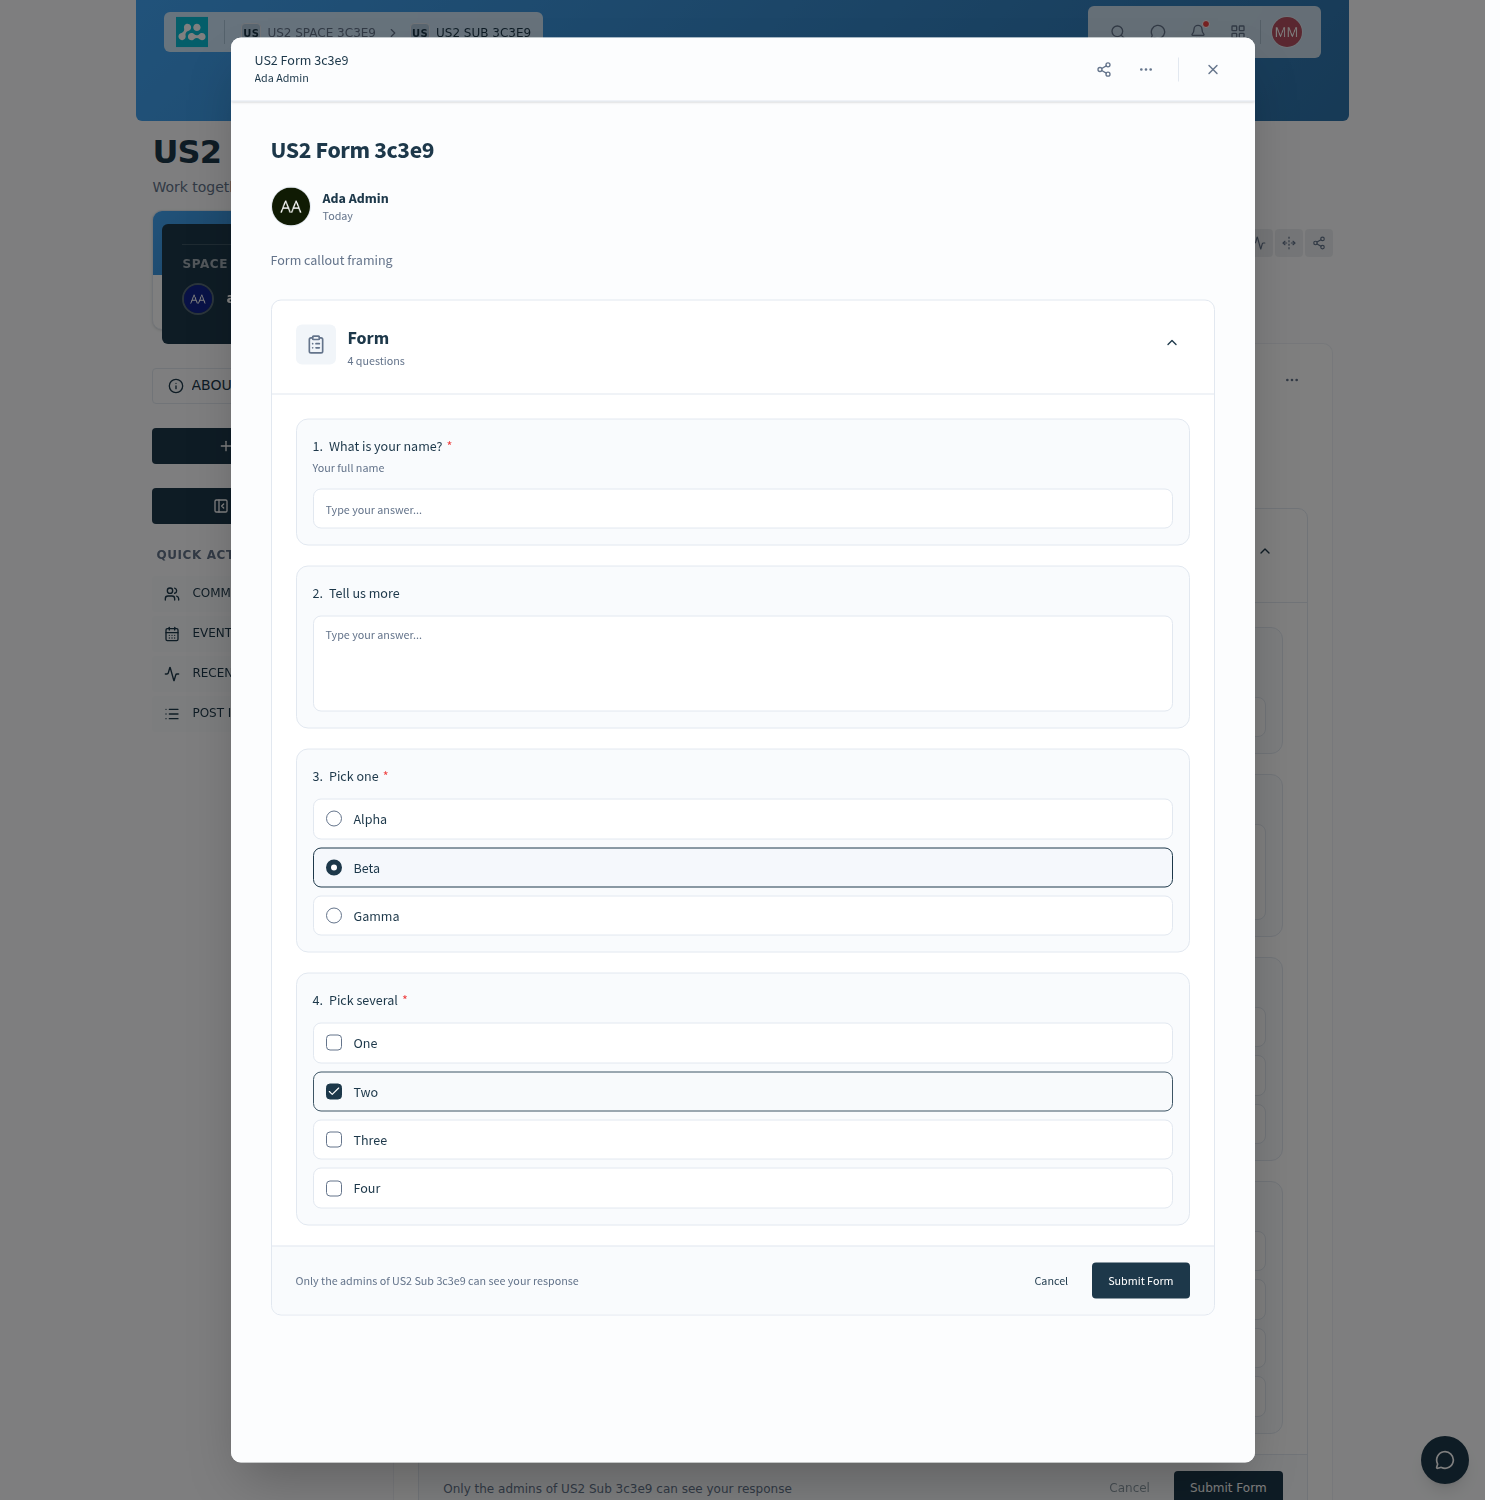 US US2 SPACE 3C3E9 US US2 SUB 3C3E9
MM
US2 Form 3c3e9
Ada Admin
US2
US2 Form 3c3e9
Ada Admin
Today
Form callout framing
SPACE
AA
Form
4 questions
ABOU
1. What is your name? *
Your full name
Type your answer...
2. Tell us more
Type your answer...
QUICK ACT
COMM
EVENT
RECEN
POST
3. Pick one *
Alpha
Beta
Gamma
4. Pick several *
One
Two
Three
Four
Only the admins of US2 Sub 3c3e9 can see your response
Cancel
Submit Form
Only the admins of US2 Sub 3c3e9 can see your response
Cancel
Submit Form